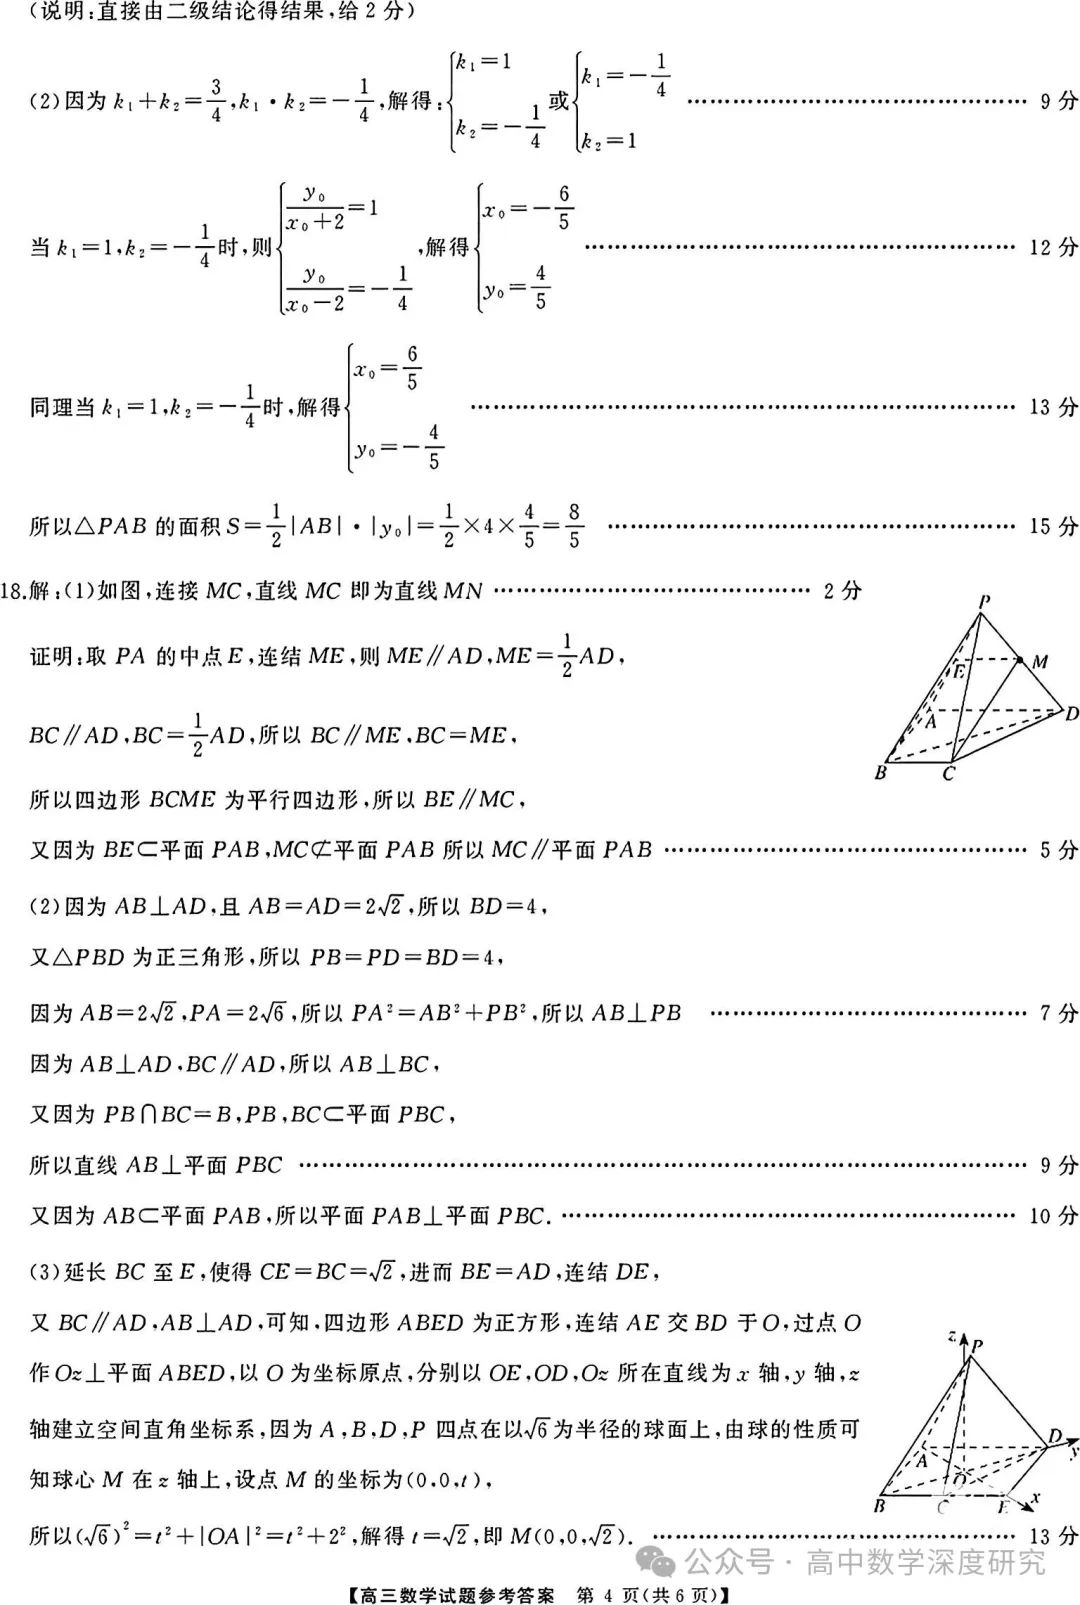 (说明:直接由二级结论得结果,给2分)
(2)因为 k₁+k₂=3/4,k₁·k₂=-1/4,解得:{k₁=1, k₂=-1/4 或{k₁=-1/4, k₂=1 ………… 9分
当 k₁=1,k₂=-1/4时,则{y₀/(x₀+2)=1, y₀/(x₀-2)=-1/4 ,解得{x₀=-6/5, y₀=4/5 ………… 12分
同理当 k₁=1,k₂=-1/4时,解得{x₀=6/5, y₀=-4/5 ………… 13分
所以△PAB 的面积 S=1/2|AB|·|y₀|=1/2×4×4/5=8/5 ………… 15分
18.解:(1)如图,连接 MC,直线 MC 即为直线 MN ………… 2分
证明:取 PA 的中点 E,连结 ME,则 ME∥AD,ME=1/2AD,
BC∥AD,BC=1/2AD,所以 BC∥ME,BC=ME,
所以四边形 BCME 为平行四边形,所以 BE∥MC,
又因为 BE⊂平面 PAB,MC⊄平面 PAB 所以 MC∥平面 PAB ………… 5分
P
E
M
A
D
B
C
(2)因为 AB⊥AD,且 AB=AD=2√2,所以 BD=4,
又△PBD 为正三角形,所以 PB=PD=BD=4,
因为 AB=2√2,PA=2√6,所以 PA²=AB²+PB²,所以 AB⊥PB ………… 7分
因为 AB⊥AD,BC∥AD,所以 AB⊥BC,
又因为 PB∩BC=B,PB,BC⊂平面 PBC,
所以直线 AB⊥平面 PBC ………… 9分
又因为 AB⊂平面 PAB,所以平面 PAB⊥平面 PBC. ………… 10分
(3)延长 BC 至 E,使得 CE=BC=√2,进而 BE=AD,连结 DE,
又 BC∥AD,AB⊥AD,可知,四边形 ABED 为正方形,连结 AE 交 BD 于 O,过点 O
作 Oz⊥平面 ABED,以 O 为坐标原点,分别以 OE,OD,Oz 所在直线为 x 轴,y 轴,z
轴建立空间直角坐标系,因为 A,B,D,P 四点在以√6为半径的球面上,由球的性质可
知球心 M 在 z 轴上,设点 M 的坐标为(0,0,t),
所以(√6)²=t²+|OA|²=t²+2²,解得 t=√2,即 M(0,0,√2). ………… 13分
z
P
A
D
y
O
B
C
E
x
公众号·高中数学深度研究
【高三数学试题参考答案 第 4 页(共 6 页)】